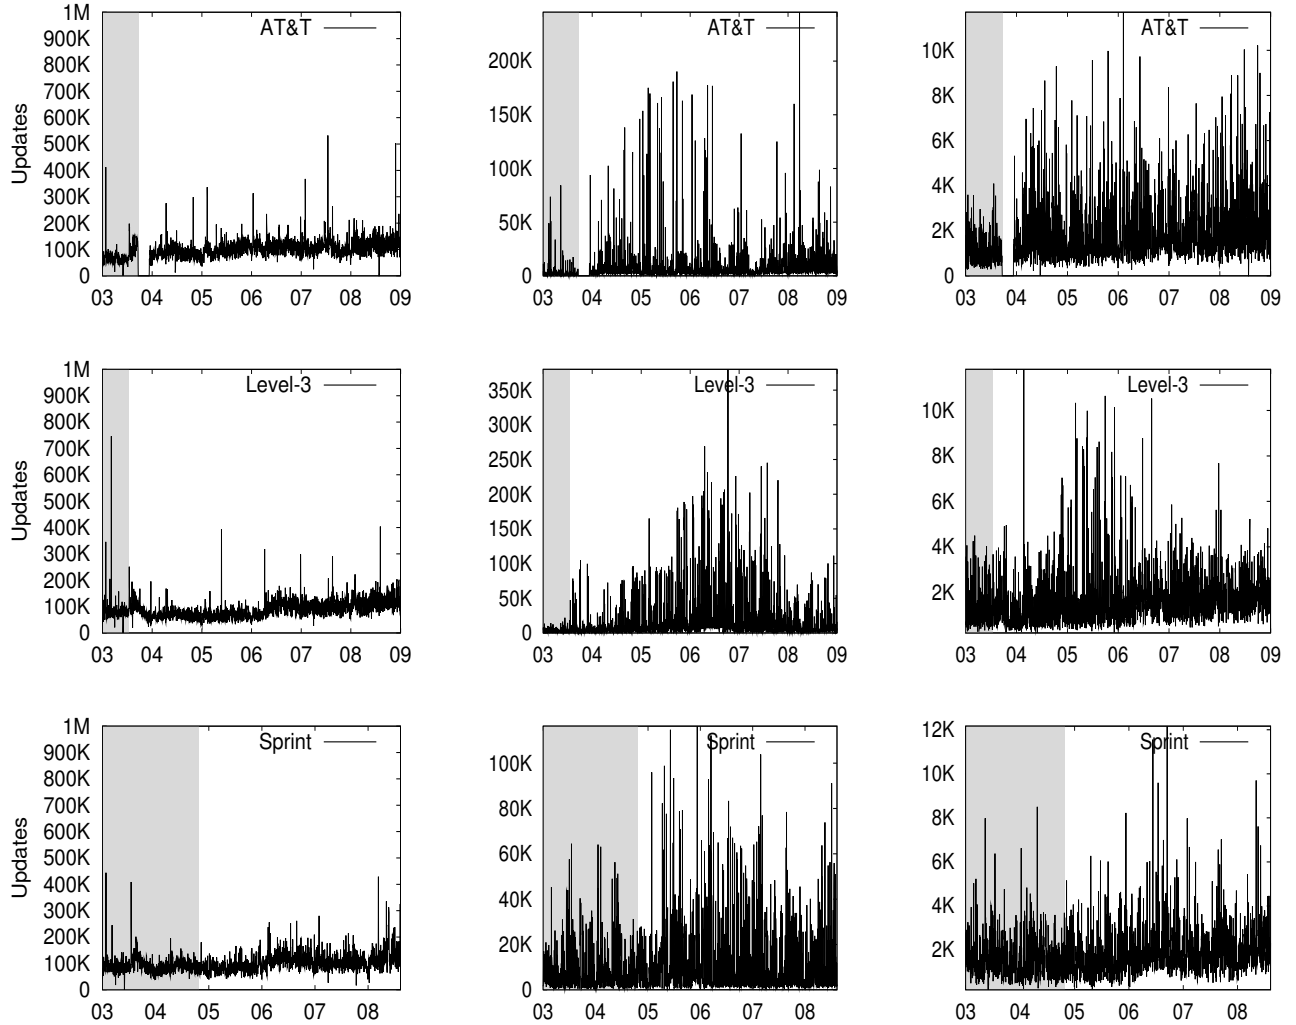 1M
900K
800K
700K
600K
500K
400K
300K
200K
100K
0
Updates
AT&T
03 04 05 06 07 08 09
200K
150K
100K
50K
0
AT&T
03 04 05 06 07 08 09
10K
8K
6K
4K
2K
0
AT&T
03 04 05 06 07 08 09
1M
900K
800K
700K
600K
500K
400K
300K
200K
100K
0
Updates
Level-3
03 04 05 06 07 08 09
350K
300K
250K
200K
150K
100K
50K
0
Level-3
03 04 05 06 07 08 09
10K
8K
6K
4K
2K
Level-3
03 04 05 06 07 08 09
1M
900K
800K
700K
600K
500K
400K
300K
200K
100K
0
Updates
Sprint
03 04 05 06 07 08
100K
80K
60K
40K
20K
0
Sprint
03 04 05 06 07 08
12K
10K
8K
6K
4K
2K
Sprint
03 04 05 06 07 08